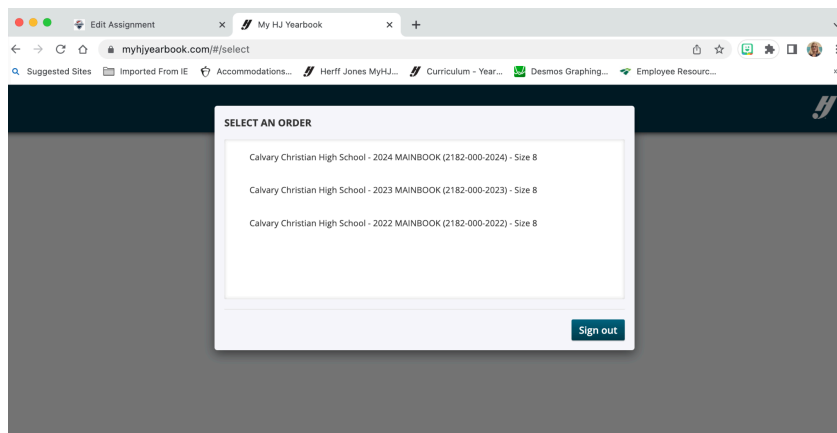 Edit Assignment
My HJ Yearbook
myhjyearbook.com/#/select
Suggested Sites
Imported From IE
Accommodations...
Herff Jones MyHJ...
Curriculum - Year...
Desmos Graphing...
Employee Resourc...
SELECT AN ORDER
Calvary Christian High School - 2024 MAINBOOK (2182-000-2024) - Size 8
Calvary Christian High School - 2023 MAINBOOK (2182-000-2023) - Size 8
Calvary Christian High School - 2022 MAINBOOK (2182-000-2022) - Size 8
Sign out